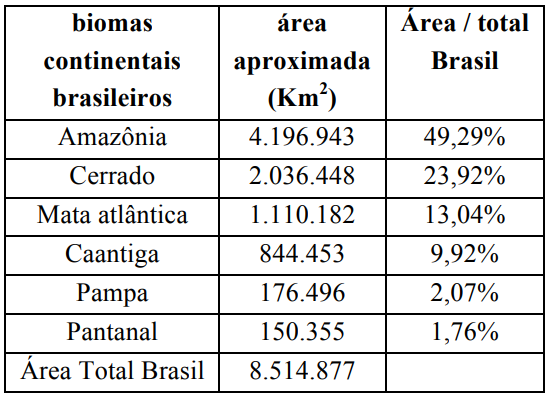 biomas continentais brasileiros | área aproximada (Km²) | Área / total Brasil
Amazônia | 4.196.943 | 49,29%
Cerrado | 2.036.448 | 23,92%
Mata atlântica | 1.110.182 | 13,04%
Caantiga | 844.453 | 9,92%
Pampa | 176.496 | 2,07%
Pantanal | 150.355 | 1,76%
Área Total Brasil | 8.514.877 |